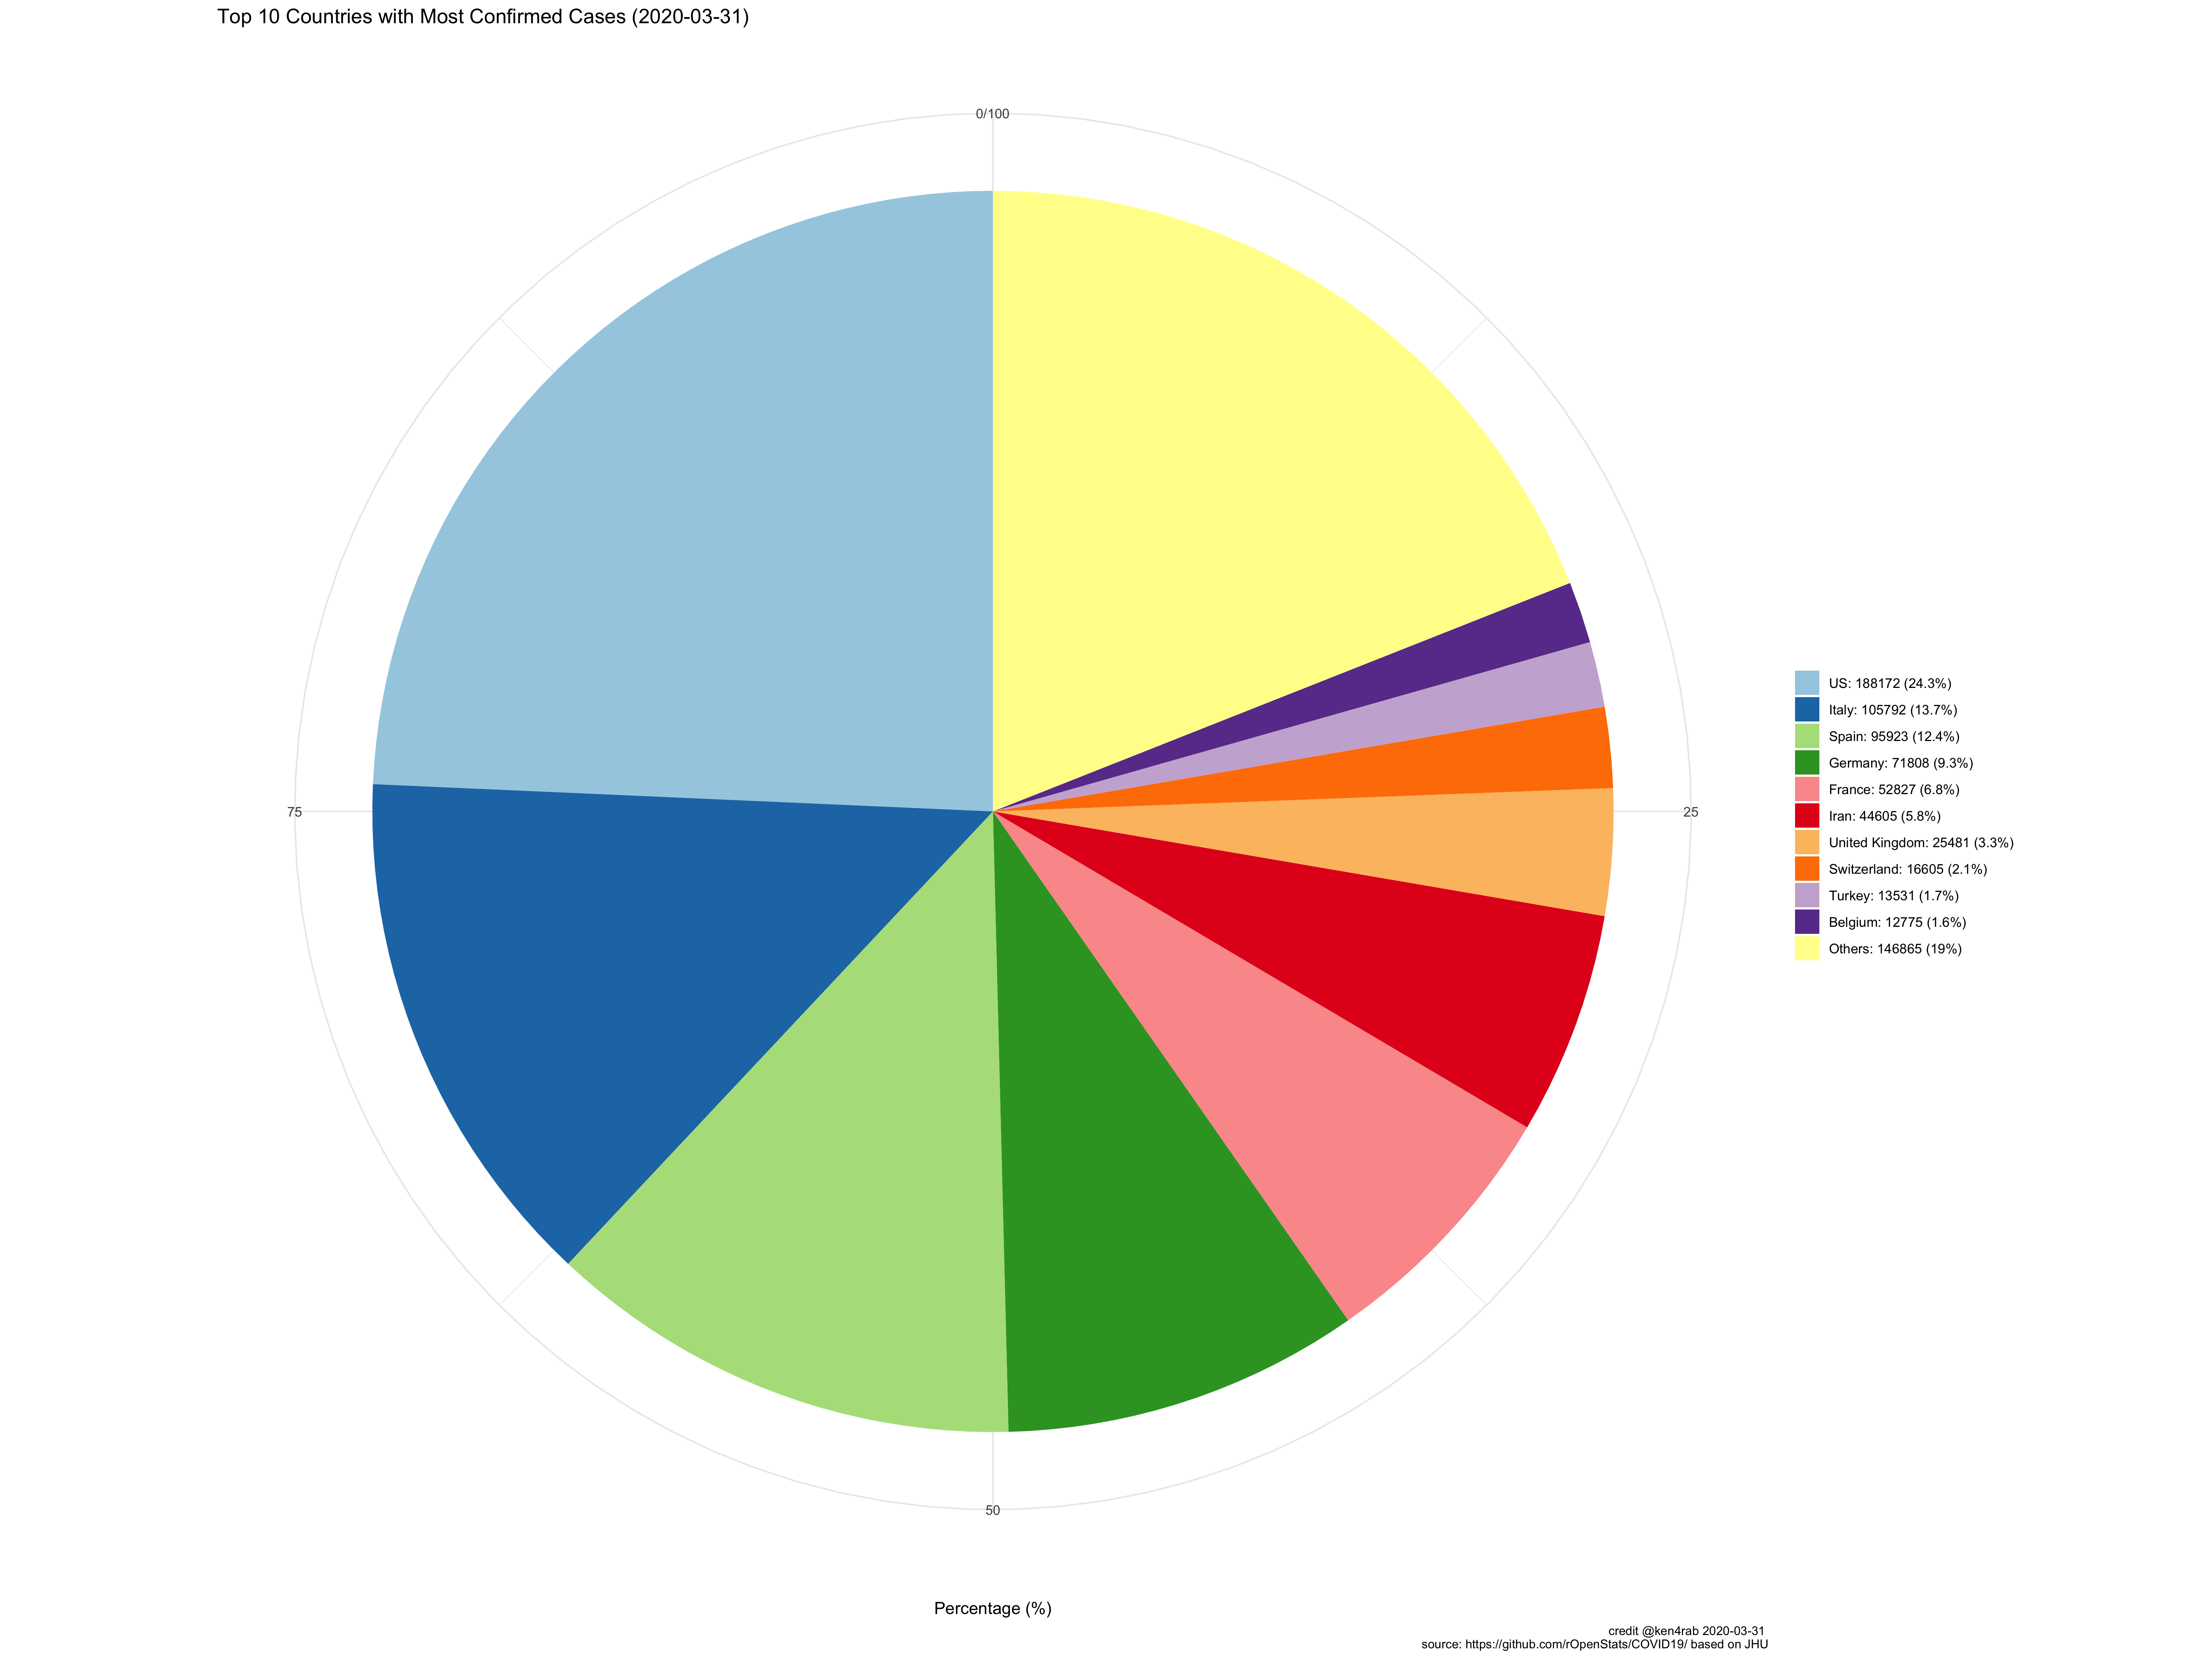 Top 10 Countries with Most Confirmed Cases (2020-03-31)
0/100
75
25
50
US: 188172 (24.3%)
Italy: 105792 (13.7%)
Spain: 95923 (12.4%)
Germany: 71808 (9.3%)
France: 52827 (6.8%)
Iran: 44605 (5.8%)
United Kingdom: 25481 (3.3%)
Switzerland: 16605 (2.1%)
Turkey: 13531 (1.7%)
Belgium: 12775 (1.6%)
Others: 146865 (19%)
Percentage (%)
credit @ken4rab 2020-03-31
source: https://github.com/rOpenStats/COVID19/ based on JHU